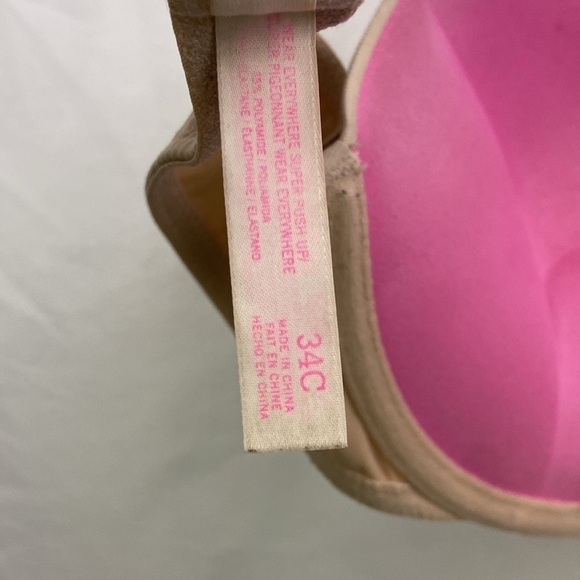 WEAR EVERYWHERE SUPER PUSH UP/
PIGEONNANT WEAR EVERYWHERE
POLYAMIDE / POLIAMIDA
ÉLASTHANNE / ELASTANO
34C
MADE IN CHINA
FAIT EN CHINE
HECHO EN CHINA